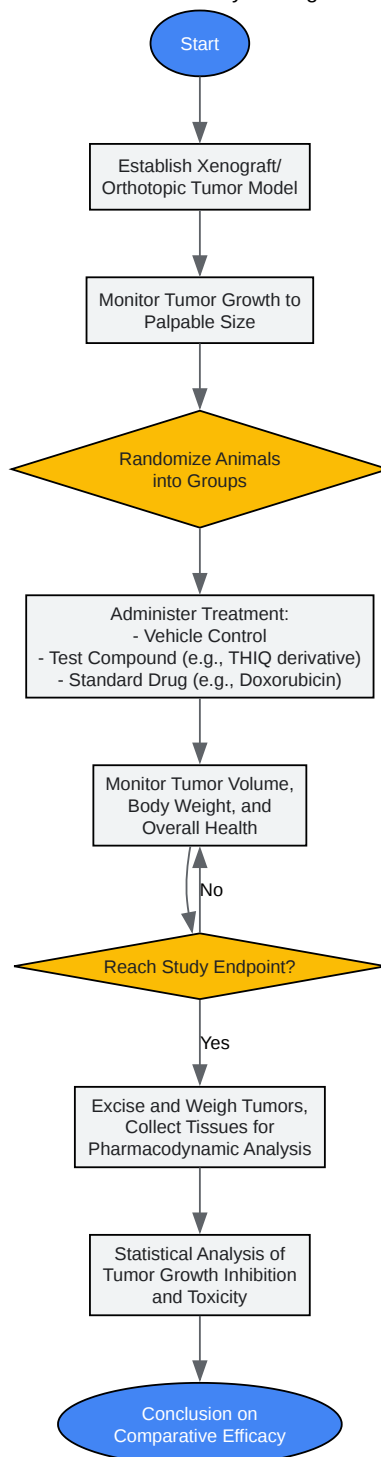 Start
Establish Xenograft/
Orthotopic Tumor Model
Monitor Tumor Growth to
Palpable Size
Randomize Animals
into Groups
Administer Treatment:
- Vehicle Control
- Test Compound (e.g., THIQ derivative)
- Standard Drug (e.g., Doxorubicin)
Monitor Tumor Volume,
Body Weight, and
Overall Health
No
Reach Study Endpoint?
Yes
Excise and Weigh Tumors,
Collect Tissues for
Pharmacodynamic Analysis
Statistical Analysis of
Tumor Growth Inhibition
and Toxicity
Conclusion on
Comparative Efficacy